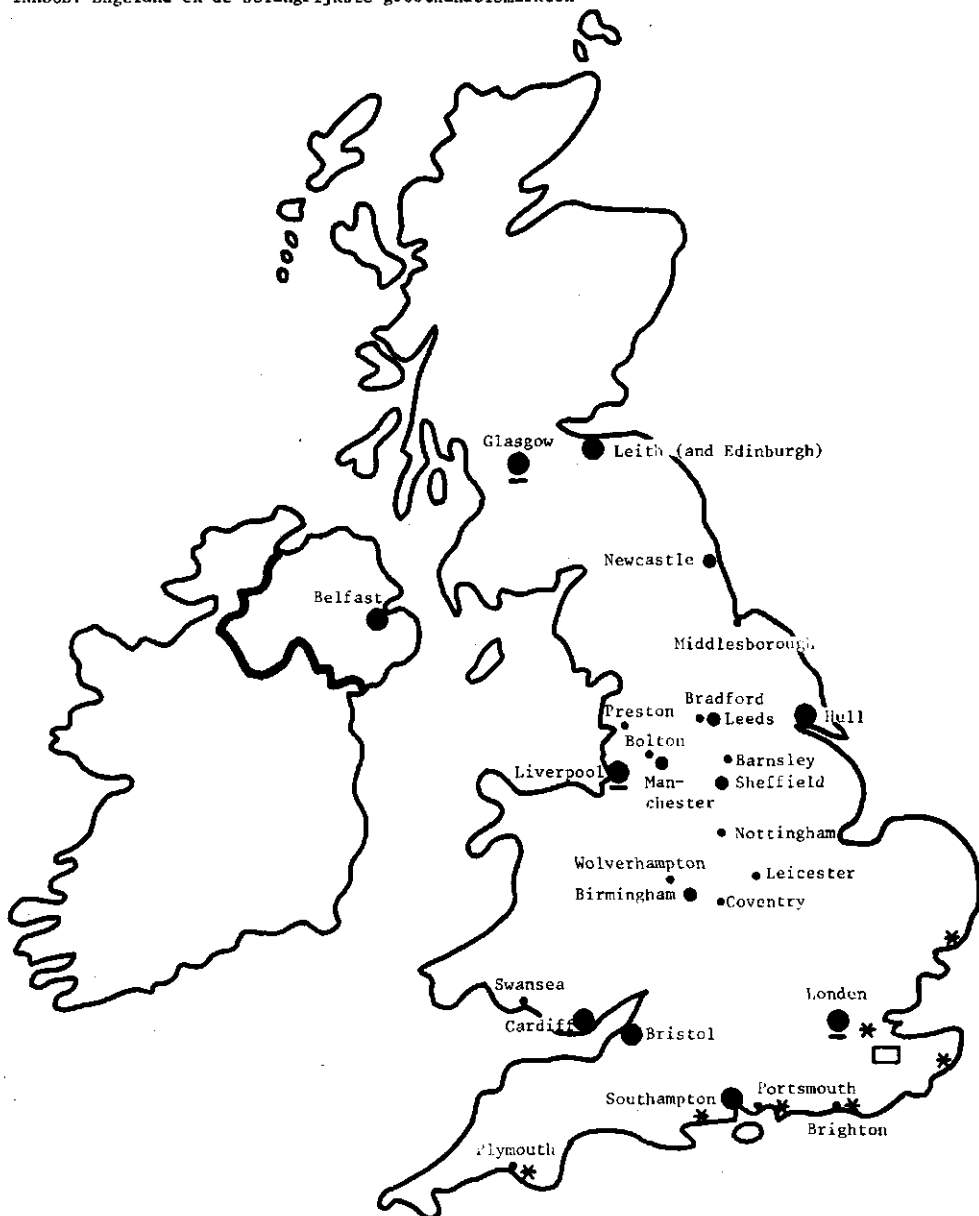 Glasgow
Leith (and Edinburgh)
Newcastle
Belfast
Middlesborough
Bradford
Preston
Leeds
Hull
Bolton
Barnsley
Liverpool
Man-
chester
Sheffield
Nottingham
Wolverhampton
Leicester
Birmingham
Coventry
Swansea
Londen
Cardiff
Bristol
Southampton
Portsmouth
Brighton
Plymouth